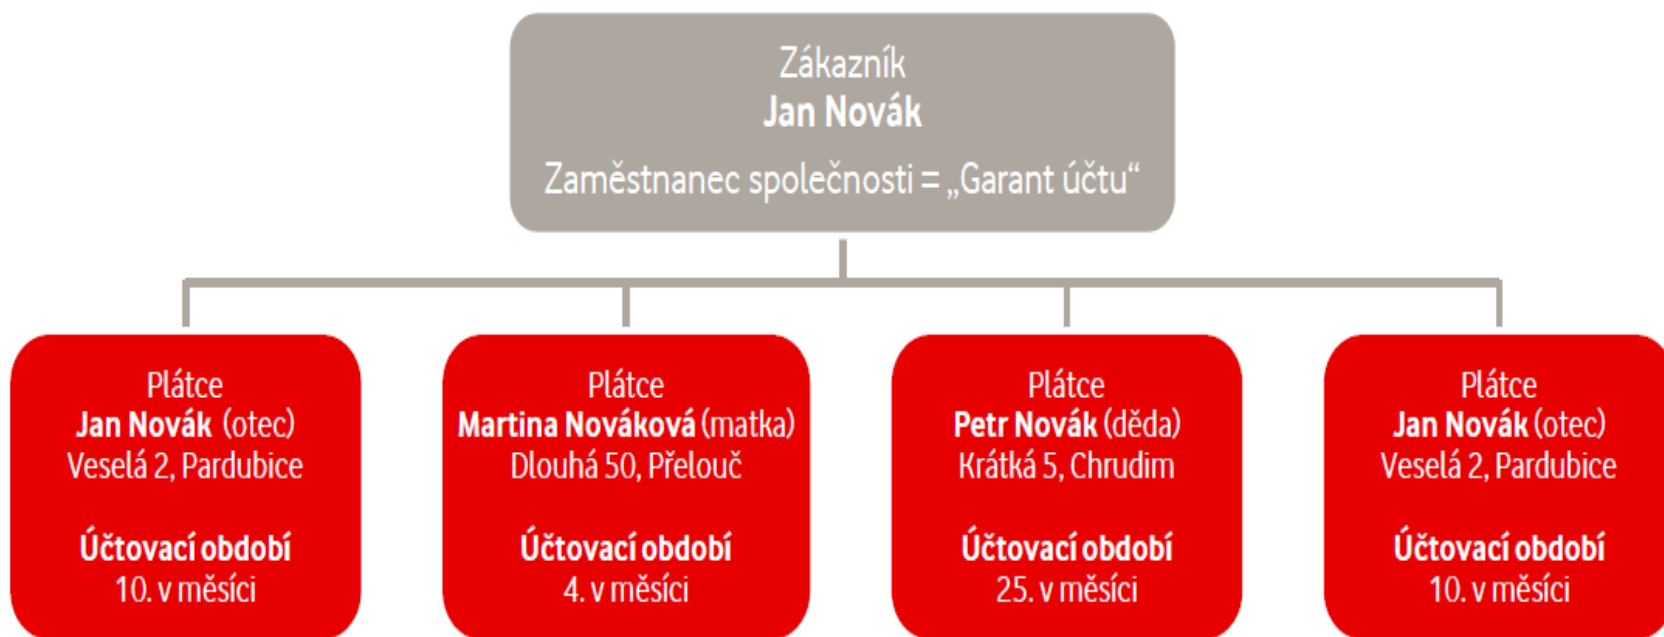 Zákazník
Jan Novák
Zaměstnanec společnosti = „Garant účtu“
Plátce
Jan Novák (otec)
Veselá 2, Pardubice
Účtovací období
10. v měsíci
Plátce
Martina Nováková (matka)
Dlouhá 50, Přelouč
Účtovací období
4. v měsíci
Plátce
Petr Novák (děda)
Krátká 5, Chrudim
Účtovací období
25. v měsíci
Plátce
Jan Novák (otec)
Veselá 2, Pardubice
Účtovací období
10. v měsíci